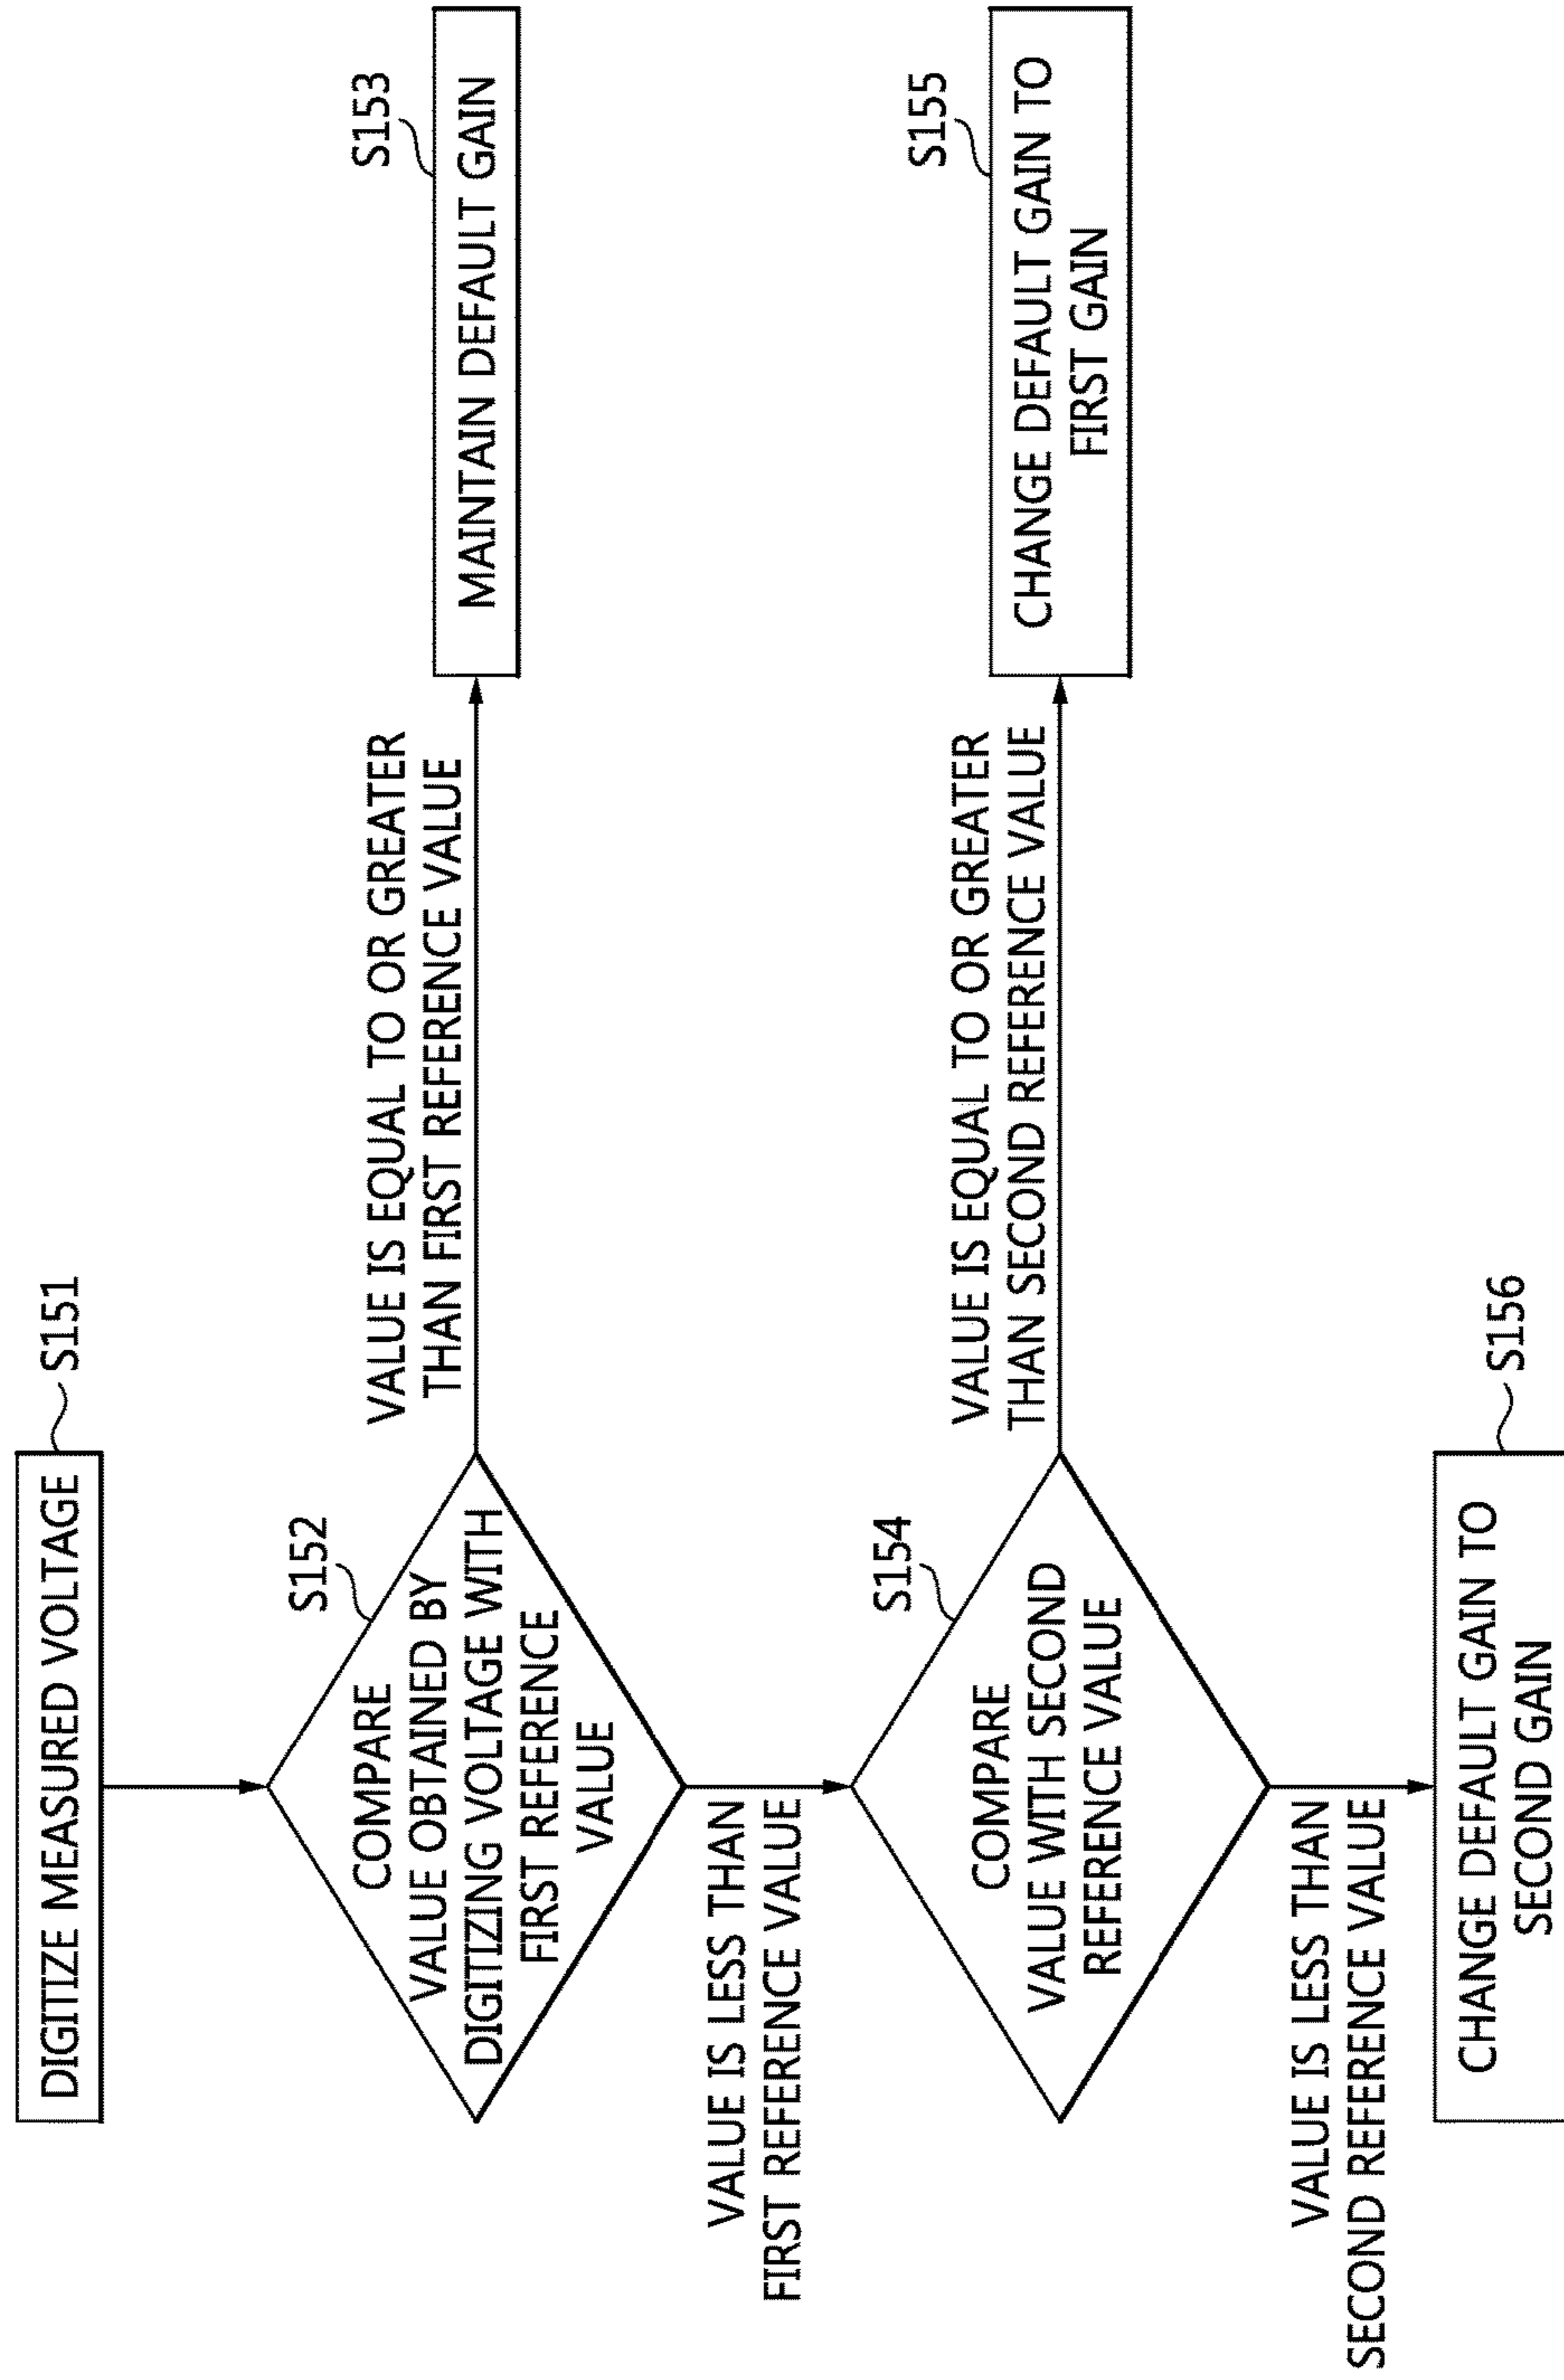 DIGITIZE MEASURED VOLTAGE
S151
S152
COMPARE
VALUE OBTAINED BY
DIGITIZING VOLTAGE WITH
FIRST REFERENCE
VALUE
VALUE IS EQUAL TO OR GREATER
THAN FIRST REFERENCE VALUE
S153
MAINTAIN DEFAULT GAIN
VALUE IS LESS THAN
FIRST REFERENCE VALUE
S154
COMPARE
VALUE WITH SECOND
REFERENCE VALUE
VALUE IS EQUAL TO OR GREATER
THAN SECOND REFERENCE VALUE
S155
CHANGE DEFAULT GAIN TO
FIRST GAIN
VALUE IS LESS THAN
SECOND REFERENCE VALUE
CHANGE DEFAULT GAIN TO
SECOND GAIN
S156